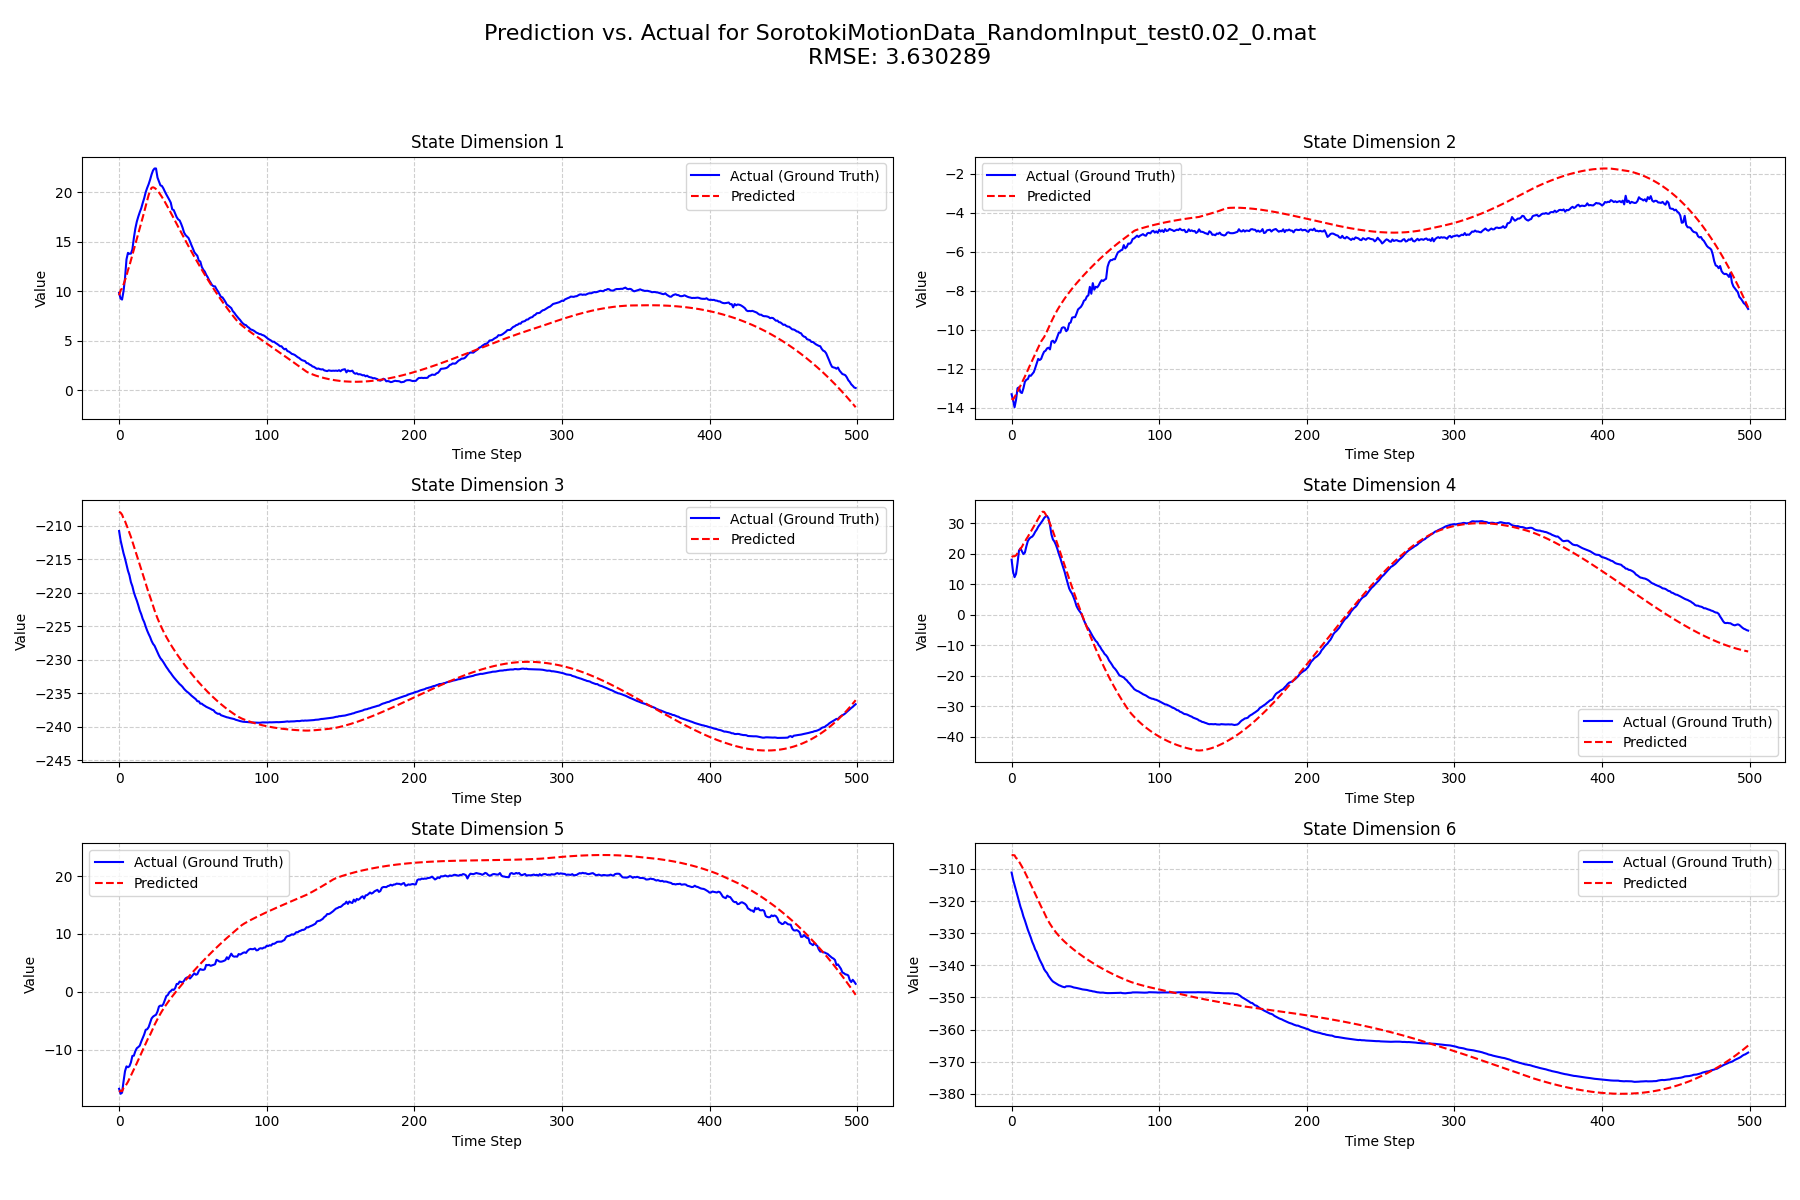 Prediction vs. Actual for SorotokiMotionData_RandomInput_test0.02_0.mat
RMSE: 3.630289
State Dimension 1
Actual (Ground Truth)
Predicted
Value
20
15
10
5
0
0 100 200 300 400 500
Time Step
State Dimension 2
Actual (Ground Truth)
Predicted
Value
−2
−4
−6
−8
−10
−12
−14
0 100 200 300 400 500
Time Step
State Dimension 3
Actual (Ground Truth)
Predicted
Value
−210
−215
−220
−225
−230
−235
−240
−245
0 100 200 300 400 500
Time Step
State Dimension 4
Actual (Ground Truth)
Predicted
Value
30
20
10
0
−10
−20
−30
−40
0 100 200 300 400 500
Time Step
State Dimension 5
Actual (Ground Truth)
Predicted
Value
20
10
0
−10
0 100 200 300 400 500
Time Step
State Dimension 6
Actual (Ground Truth)
Predicted
Value
−310
−320
−330
−340
−350
−360
−370
−380
0 100 200 300 400 500
Time Step